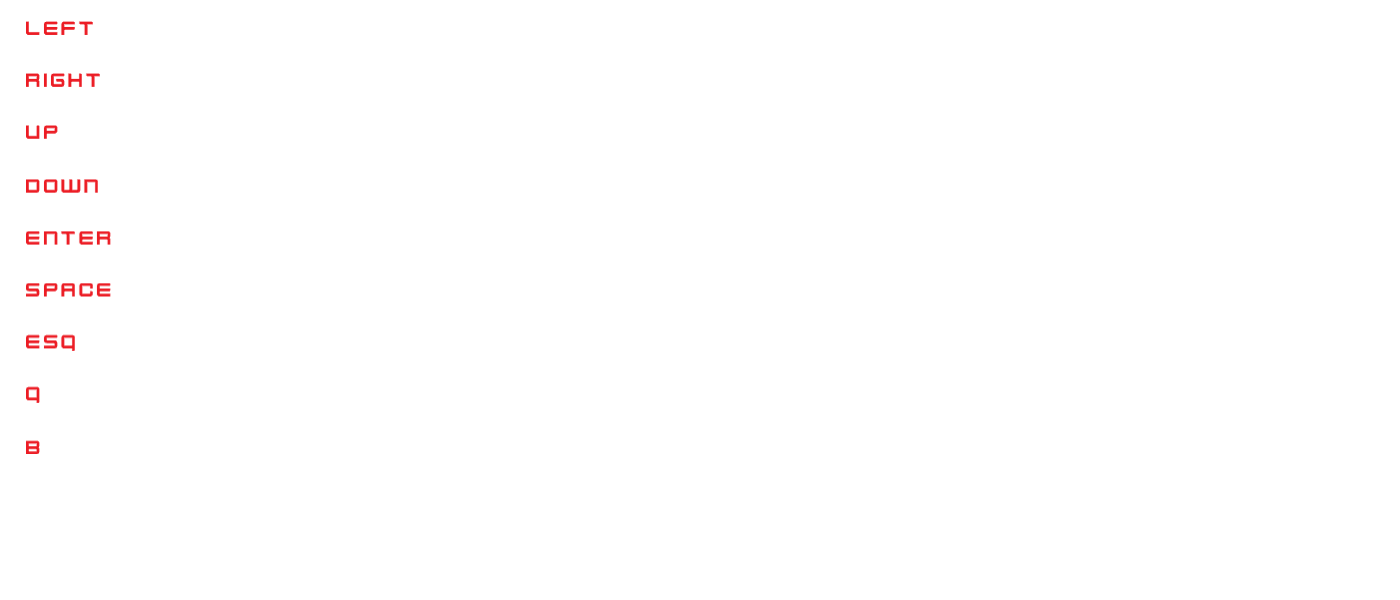 LEFT
RIGHT
UP
DOWN
ENTER
SPACE
ESQ
Q
B